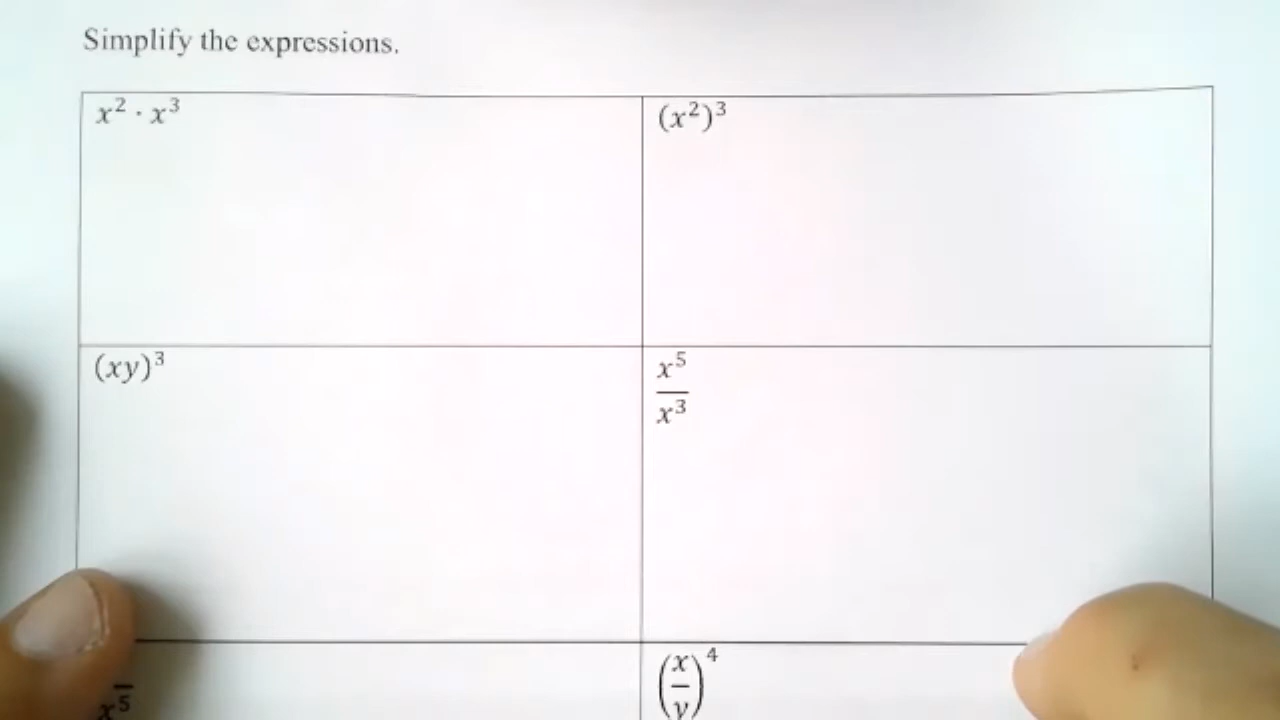 Simplify the expressions.
x² · x³
(x²)³
(xy)³
x⁵
x³
(x/y)⁴